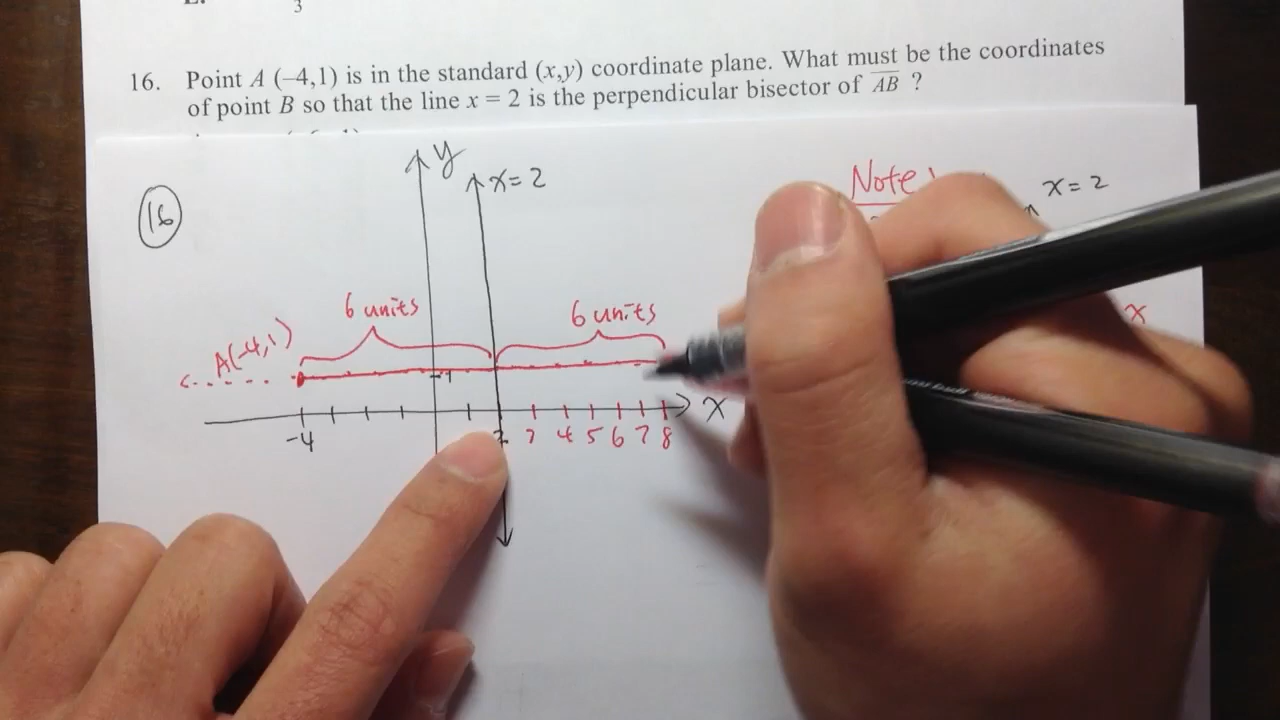 3
16. Point A (–4,1) is in the standard (x,y) coordinate plane. What must be the coordinates
of point B so that the line x = 2 is the perpendicular bisector of AB ?
16
y
x=2
Note!
x=2
6 units
6 units
x
A(-4,1)
1
x
-4
2 3 4 5 6 7 8